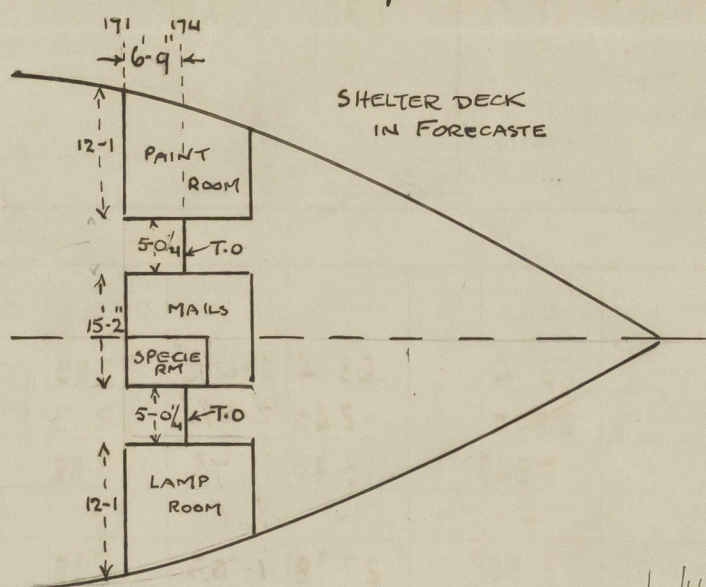 171 174
6'-9"
SHELTER DECK
IN FORECASTE
12-1
PAINT
ROOM
5-0¼
T.O
MAILS
15'-2"
SPECIE
RM
5-0¼
T.O
LAMP
ROOM
12-1